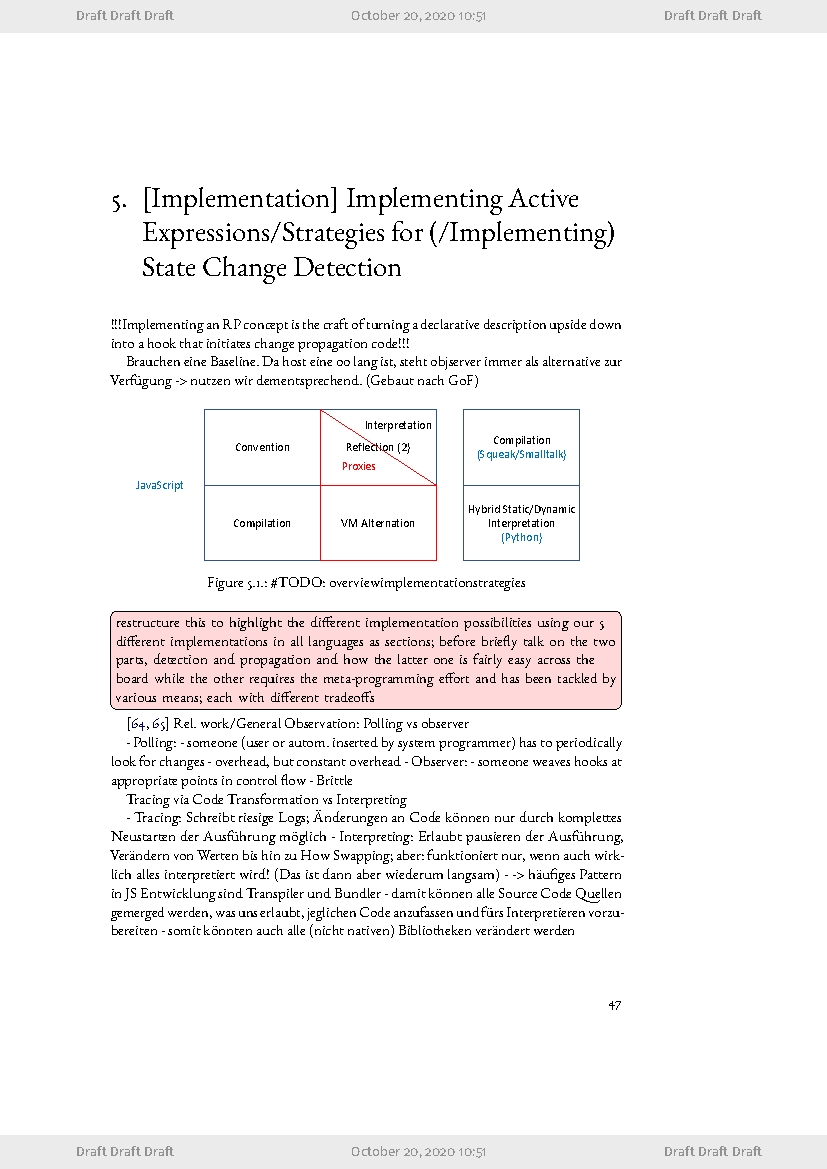 Draft Draft Draft October 20, 2020 10:51 Draft Draft Draft
5. [Implementation] Implementing Active
Expressions/Strategies for (/Implementing)
State Change Detection
!!!Implementing an RP concept is the craft of turning a declarative description upside down
into a hook that initiates change propagation code!!!
Brauchen eine Baseline. Da host eine oo lang ist, steht objserver immer als alternative zur
Verfügung -> nutzen wir dementsprechend. (Gebaut nach GoF)
JavaScript
Convention
Interpretation
Reflection (2)
Proxies
Compilation
VM Alternation
Compilation
(Squeak/Smalltalk)
Hybrid Static/Dynamic
Interpretation
(Python)
Figure 5.1.: #TODO: overviewimplementationstrategies
restructure this to highlight the different implementation possibilities using our 5
different implementations in all languages as sections; before briefly talk on the two
parts, detection and propagation and how the latter one is fairly easy across the
board while the other requires the meta-programming effort and has been tackled by
various means; each with different tradeoffs
[64, 65] Rel. work/General Observation: Polling vs observer
- Polling: - someone (user or autom. inserted by system programmer) has to periodically
look for changes - overhead, but constant overhead - Observer: - someone weaves hooks at
appropriate points in control flow - Brittle
Tracing via Code Transformation vs Interpreting
- Tracing: Schreibt riesige Logs; Änderungen an Code können nur durch komplettes
Neustarten der Ausführung möglich - Interpreting: Erlaubt pausieren der Ausführung,
Verändern von Werten bis hin zu How Swapping; aber: funktioniert nur, wenn auch wirk-
lich alles interpretiert wird! (Das ist dann aber wiederum langsam) - -> häufiges Pattern
in JS Entwicklung sind Transpiler und Bundler - damit können alle Source Code Quellen
gemerged werden, was uns erlaubt, jeglichen Code anzufassen und fürs Interpretieren vorzu-
bereiten - somit könnten auch alle (nicht nativen) Bibliotheken verändert werden
47
Draft Draft Draft October 20, 2020 10:51 Draft Draft Draft